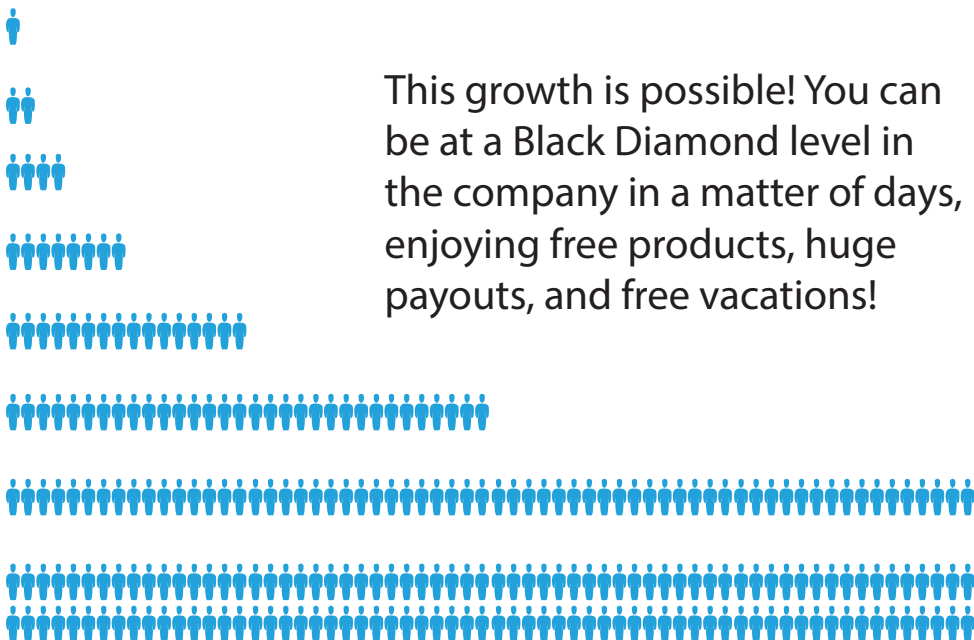 This growth is possible! You can
be at a Black Diamond level in
the company in a matter of days,
enjoying free products, huge
payouts, and free vacations!